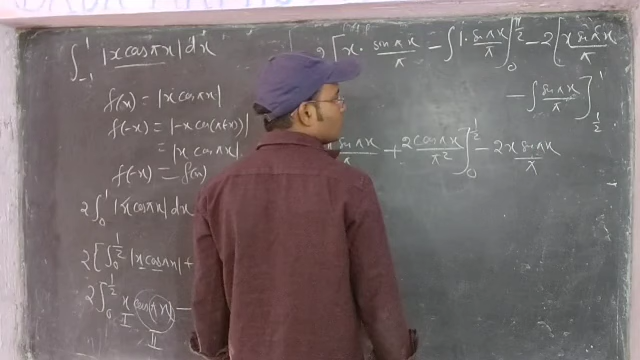 ∫₋₁¹ |x cos πx| dx
f(x) = |x cos πx|
f(-x) = |-x cos(πx)|
= |x cos πx|
f(-x) = f(x)
2∫₀¹ |x cos πx| dx
2[∫₀^{1/2} |x cos πx| +
2∫₀^{1/2} x cos(πx) −
I
II
2[x · sin πx/π − ∫1 · sin πx/π]₀^{1/2} − 2[x sin πx/π
− ∫ sin πx/π]_{1/2}^1
sin πx/π + 2cos πx/π²]₀^{1/2} − 2x sin πx/π